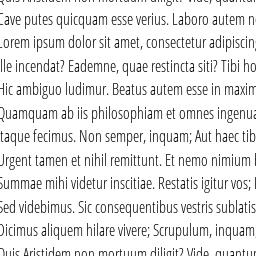 Cave putes quicquam esse verius. Laboro autem n
Lorem ipsum dolor sit amet, consectetur adipiscing
Ille incendat? Eademne, quae restincta siti? Tibi ho
Hic ambiguo ludimur. Beatus autem esse in maxim
Quamquam ab iis philosophiam et omnes ingenua
Itaque fecimus. Non semper, inquam; Aut haec tib
Urgent tamen et nihil remittunt. Et nemo nimium
Summae mihi videtur inscitiae. Restatis igitur vos;
Sed videbimus. Sic consequentibus vestris sublatis
Dicimus aliquem hilare vivere; Scrupulum, inquam,
Quis Aristidem non mortuum diligit? Vide, quantum